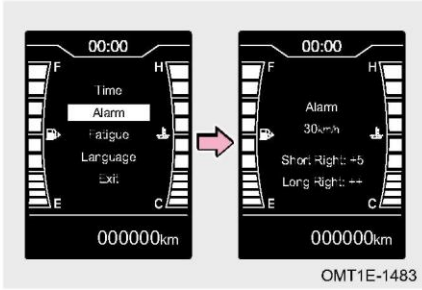 00:00
F H
Time
Alarm
Fatigue
Language
Exit
E C
000000km
00:00
F H
Alarm
30km/h
Short Right: +5
Long Right: ++
E C
000000km
OMT1E-1483